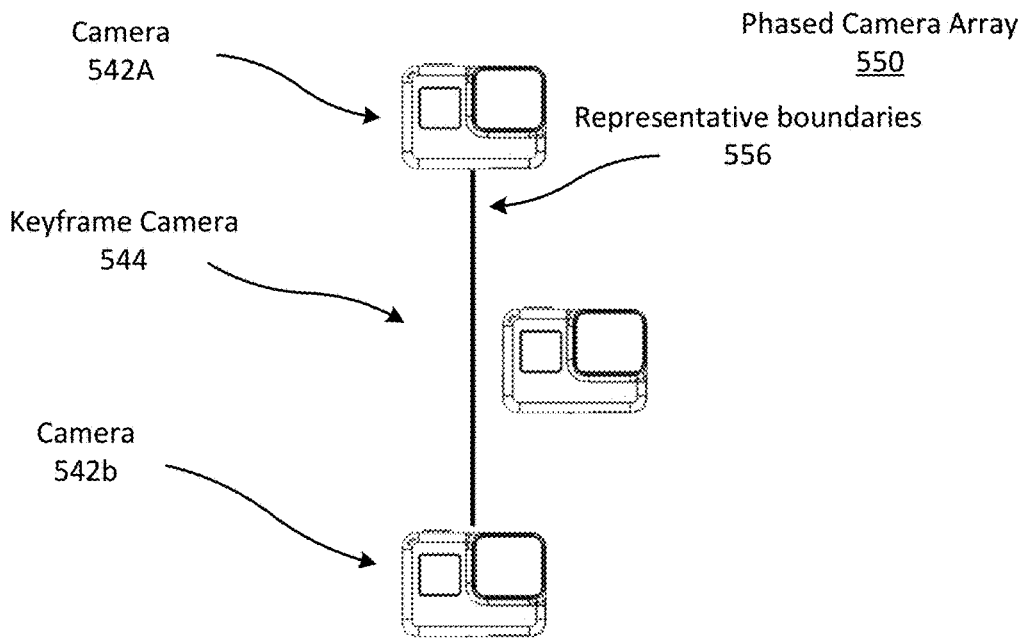 Camera
542A
Phased Camera Array
550
Representative boundaries
556
Keyframe Camera
544
Camera
542b